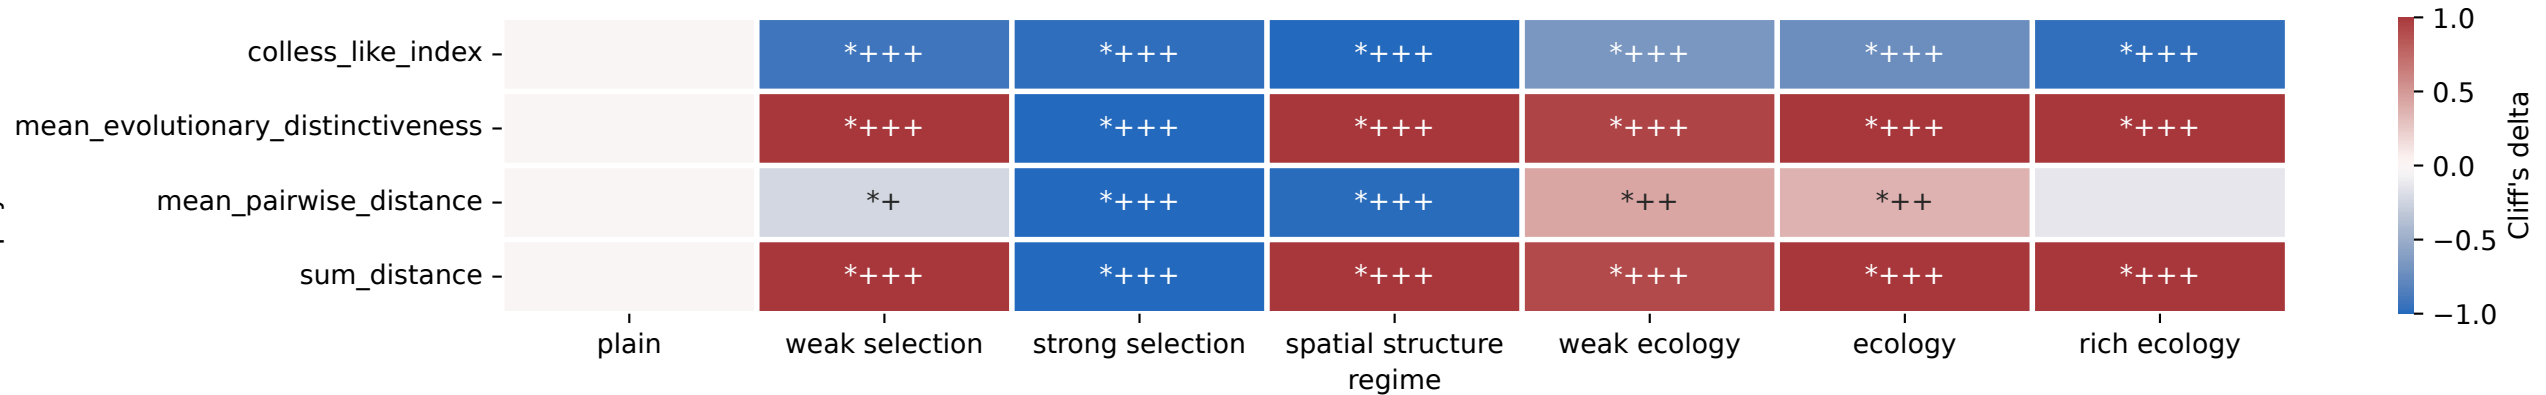 colless_like_index
*+++ *+++ *+++ *+++ *+++ *+++
mean_evolutionary_distinctiveness
*+++ *+++ *+++ *+++ *+++ *+++
mean_pairwise_distance
*+ *+++ *+++ *++ *++
sum_distance
*+++ *+++ *+++ *+++ *+++ *+++
plain weak selection strong selection spatial structure weak ecology ecology rich ecology
regime
1.0
0.5
0.0
−0.5
−1.0
Cliff's delta